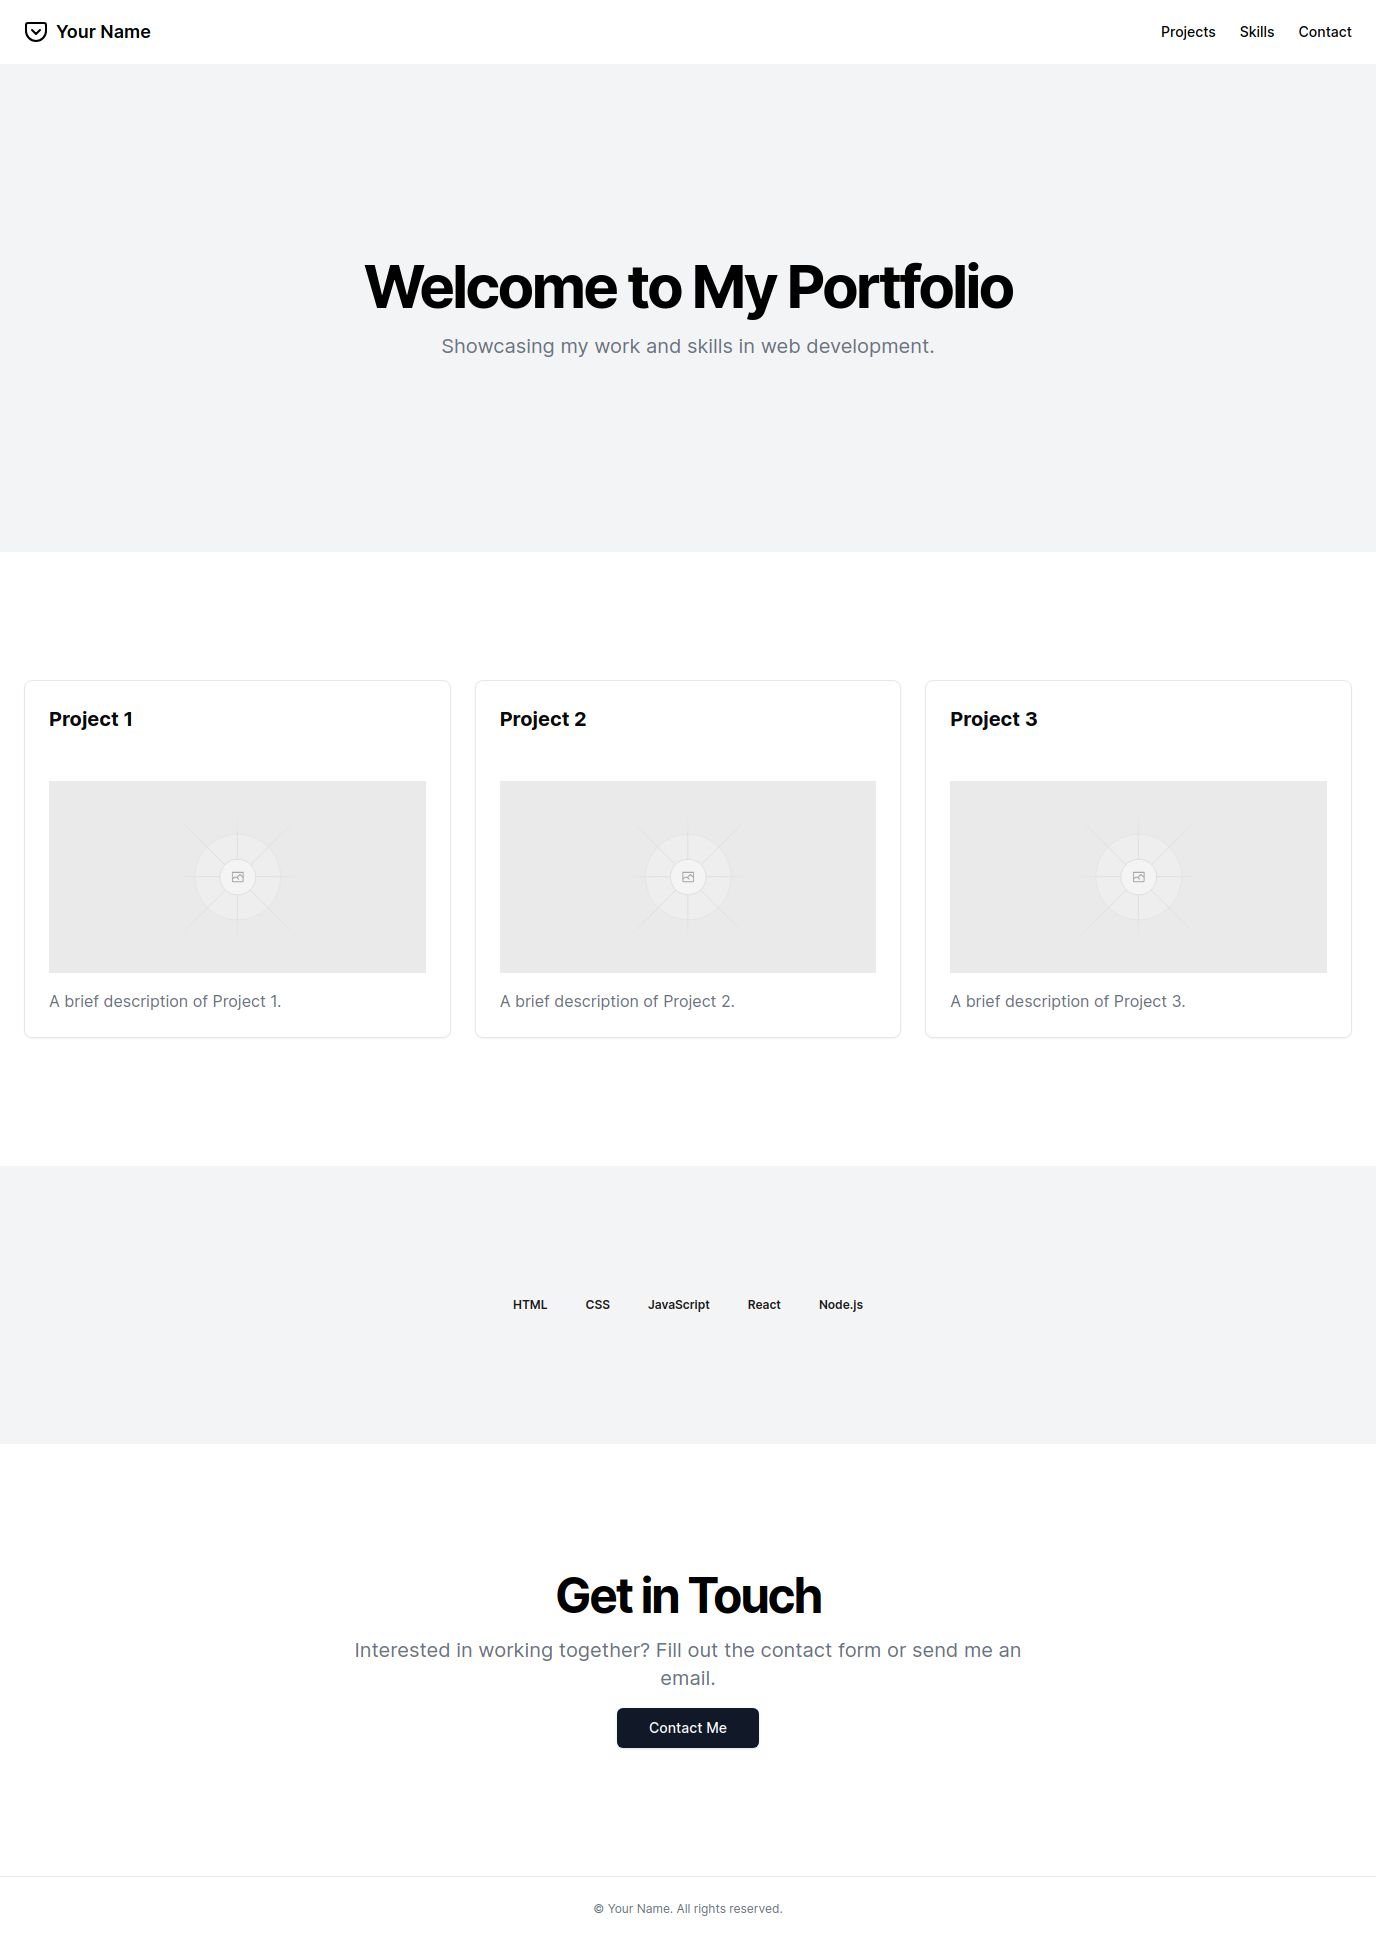 Your Name
Projects Skills Contact
Welcome to My Portfolio
Showcasing my work and skills in web development.
Project 1
A brief description of Project 1.
Project 2
A brief description of Project 2.
Project 3
A brief description of Project 3.
HTML CSS JavaScript React Node.js
Get in Touch
Interested in working together? Fill out the contact form or send me an
email.
Contact Me
© Your Name. All rights reserved.